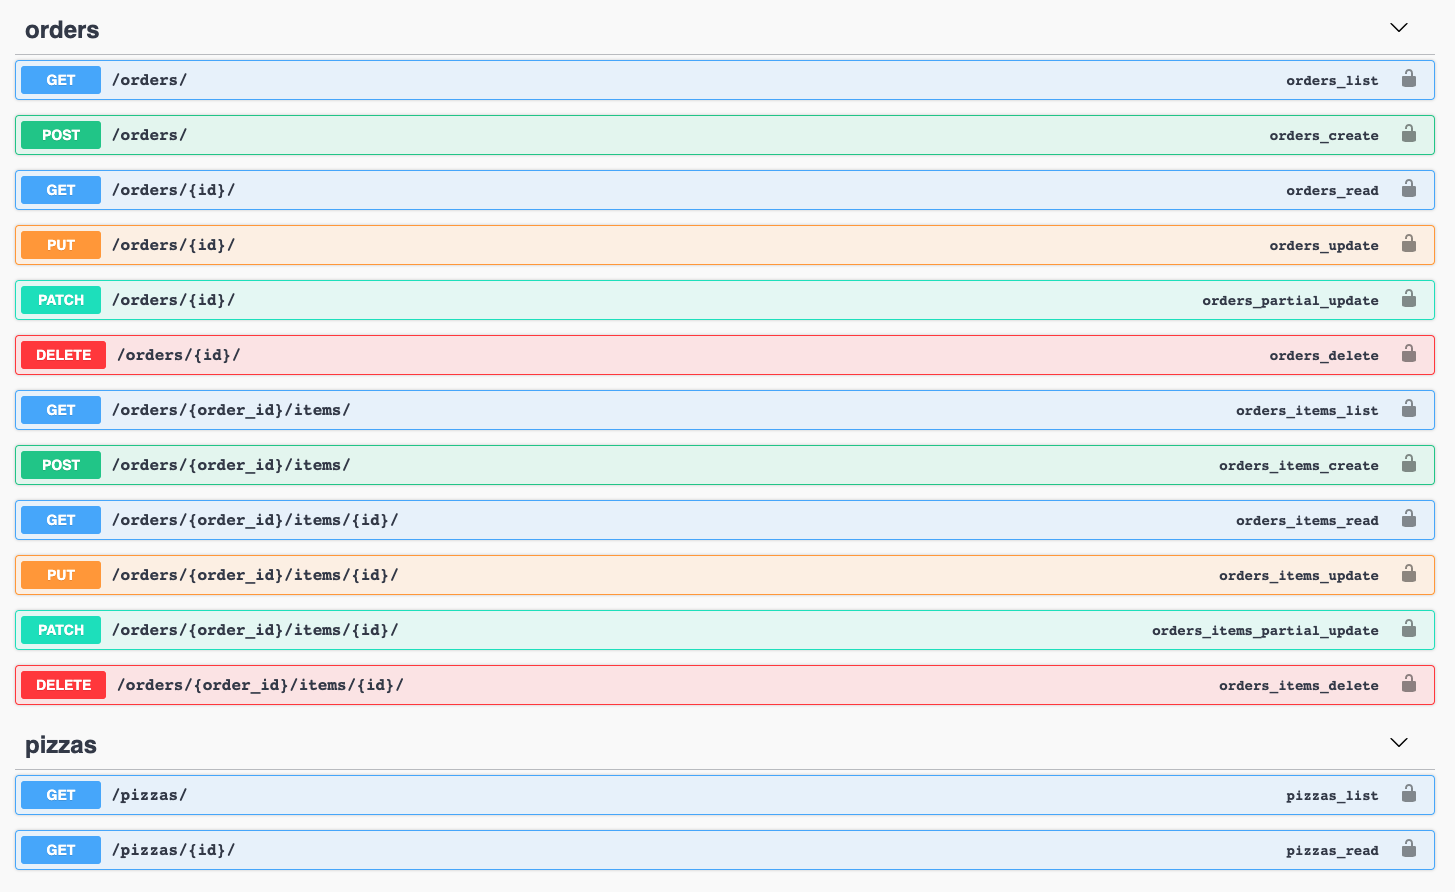 orders
GET /orders/ orders_list
POST /orders/ orders_create
GET /orders/{id}/ orders_read
PUT /orders/{id}/ orders_update
PATCH /orders/{id}/ orders_partial_update
DELETE /orders/{id}/ orders_delete
GET /orders/{order_id}/items/ orders_items_list
POST /orders/{order_id}/items/ orders_items_create
GET /orders/{order_id}/items/{id}/ orders_items_read
PUT /orders/{order_id}/items/{id}/ orders_items_update
PATCH /orders/{order_id}/items/{id}/ orders_items_partial_update
DELETE /orders/{order_id}/items/{id}/ orders_items_delete
pizzas
GET /pizzas/ pizzas_list
GET /pizzas/{id}/ pizzas_read